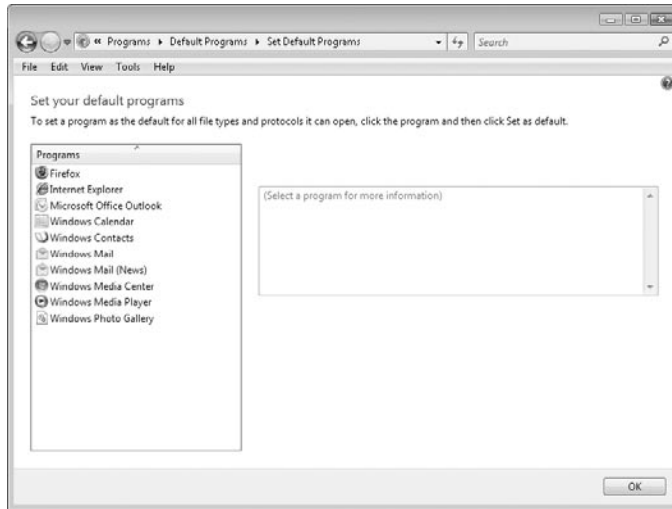 « Programs ▸ Default Programs ▸ Set Default Programs
Search
File Edit View Tools Help
Set your default programs
To set a program as the default for all file types and protocols it can open, click the program and then click Set as default.
Programs
Firefox
Internet Explorer
Microsoft Office Outlook
Windows Calendar
Windows Contacts
Windows Mail
Windows Mail (News)
Windows Media Center
Windows Media Player
Windows Photo Gallery
(Select a program for more information)
OK